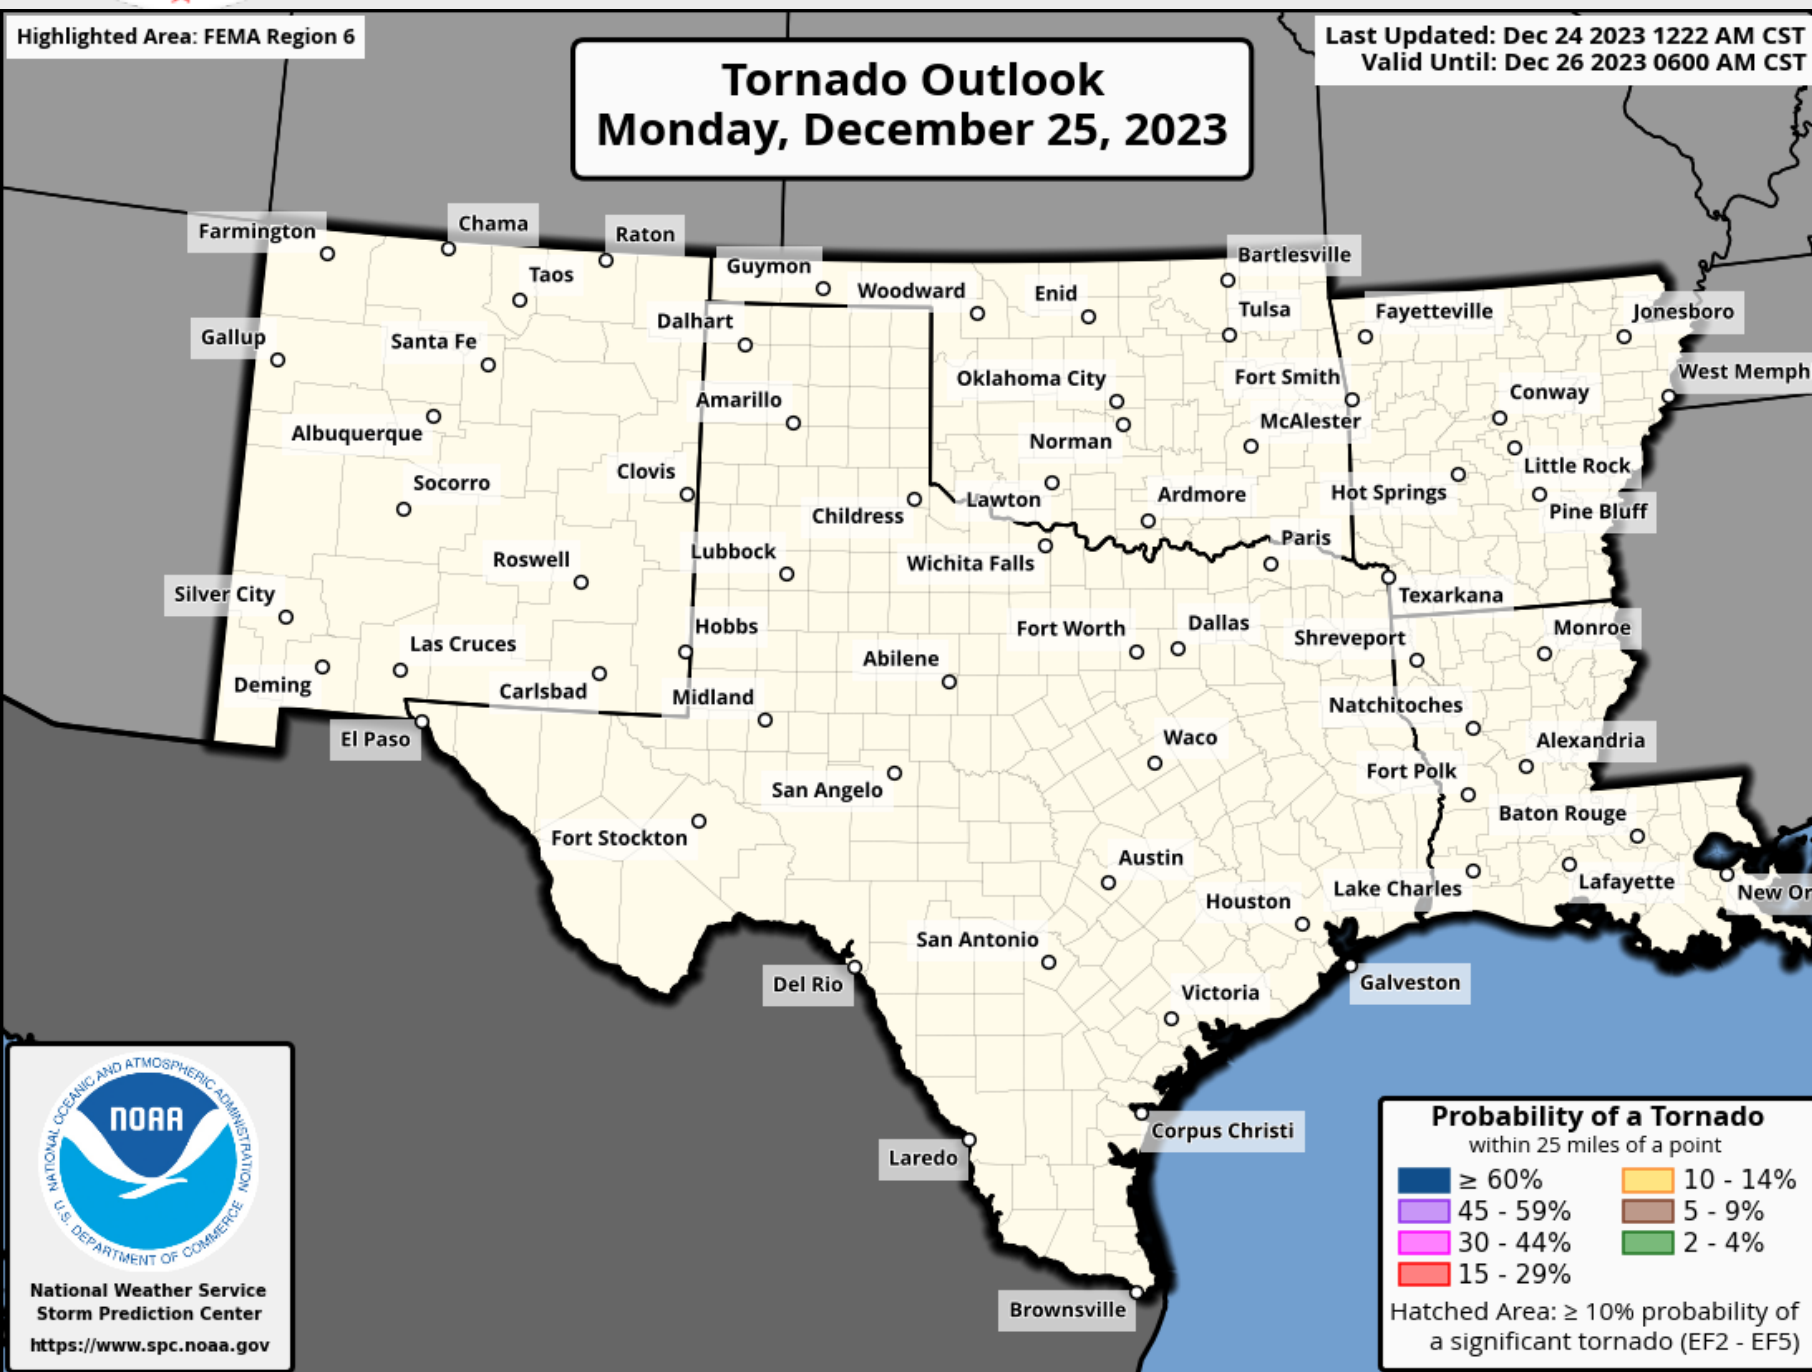 Highlighted Area: FEMA Region 6
Tornado Outlook
Monday, December 25, 2023
Last Updated: Dec 24 2023 1222 AM CST
Valid Until: Dec 26 2023 0600 AM CST
Farmington
Chama
Raton
Taos
Guymon
Woodward
Enid
Bartlesville
Tulsa
Fayetteville
Jonesboro
Gallup
Santa Fe
Dalhart
Oklahoma City
Fort Smith
West Memph
Conway
Amarillo
Albuquerque
Norman
McAlester
Little Rock
Socorro
Clovis
Childress
Lawton
Ardmore
Hot Springs
Pine Bluff
Roswell
Lubbock
Wichita Falls
Paris
Texarkana
Silver City
Las Cruces
Hobbs
Fort Worth
Dallas
Shreveport
Monroe
Deming
Carlsbad
Midland
Abilene
Natchitoches
El Paso
Waco
Alexandria
San Angelo
Fort Polk
Fort Stockton
Baton Rouge
Austin
Lake Charles
Lafayette
New Or
Houston
San Antonio
Del Rio
Victoria
Galveston
Corpus Christi
Laredo
Brownsville
NATIONAL OCEANIC AND ATMOSPHERIC ADMINISTRATION
NOAA
U.S. DEPARTMENT OF COMMERCE
National Weather Service
Storm Prediction Center
https://www.spc.noaa.gov
Probability of a Tornado
within 25 miles of a point
≥ 60%
45 - 59%
30 - 44%
15 - 29%
10 - 14%
5 - 9%
2 - 4%
Hatched Area: ≥ 10% probability of
a significant tornado (EF2 - EF5)